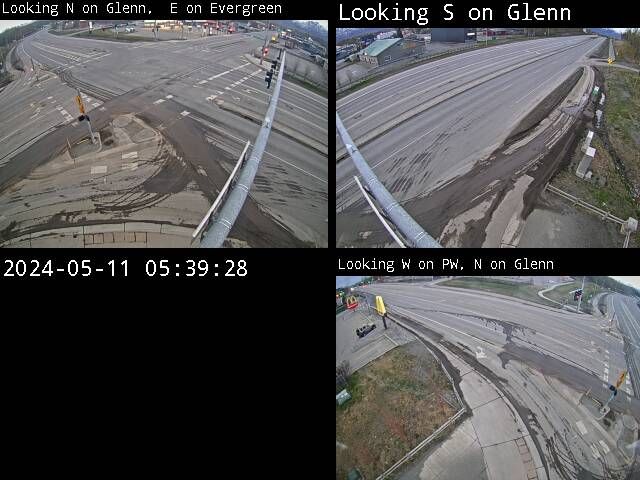 Looking N on Glenn, E on Evergreen
Looking S on Glenn
2024-05-11 05:39:28
Looking W on PW, N on Glenn